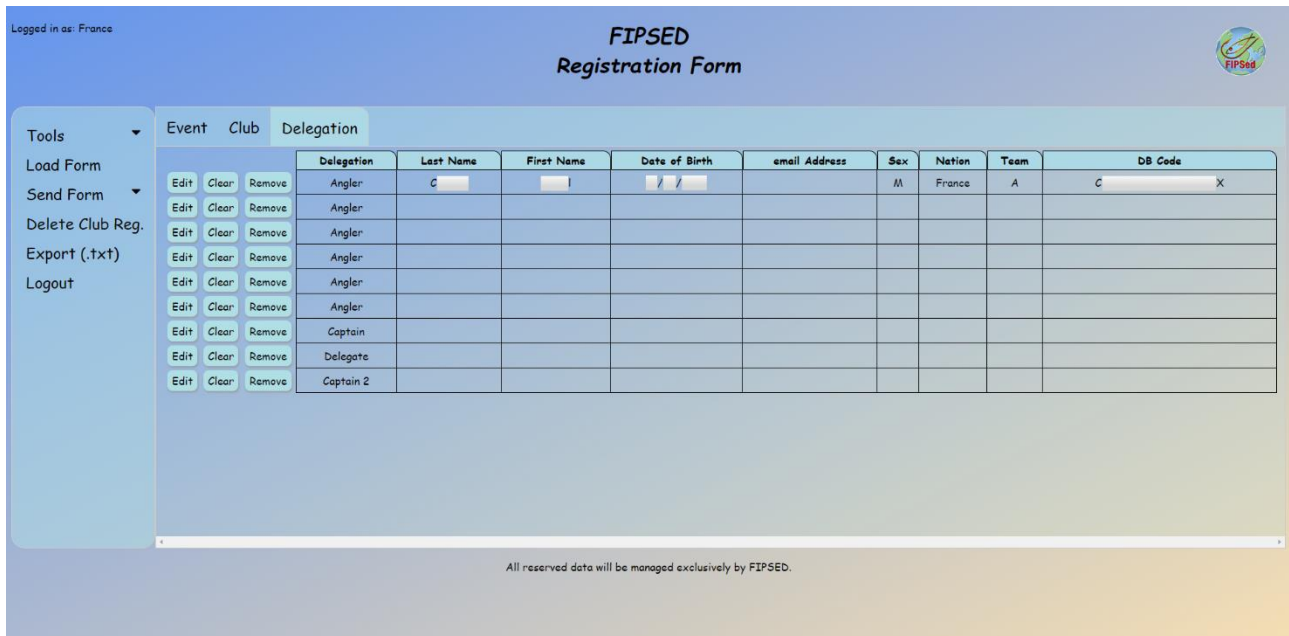 Logged in as: France
FIPSED
Registration Form
FIPSed
Tools
Load Form
Send Form
Delete Club Reg.
Export (.txt)
Logout
Event Club Delegation
Delegation Last Name First Name Date of Birth email Address Sex Nation Team DB Code
Edit Clear Remove Angler C l / / M France A C X
Edit Clear Remove Angler
Edit Clear Remove Angler
Edit Clear Remove Angler
Edit Clear Remove Angler
Edit Clear Remove Angler
Edit Clear Remove Captain
Edit Clear Remove Delegate
Edit Clear Remove Captain 2
All reserved data will be managed exclusively by FIPSED.